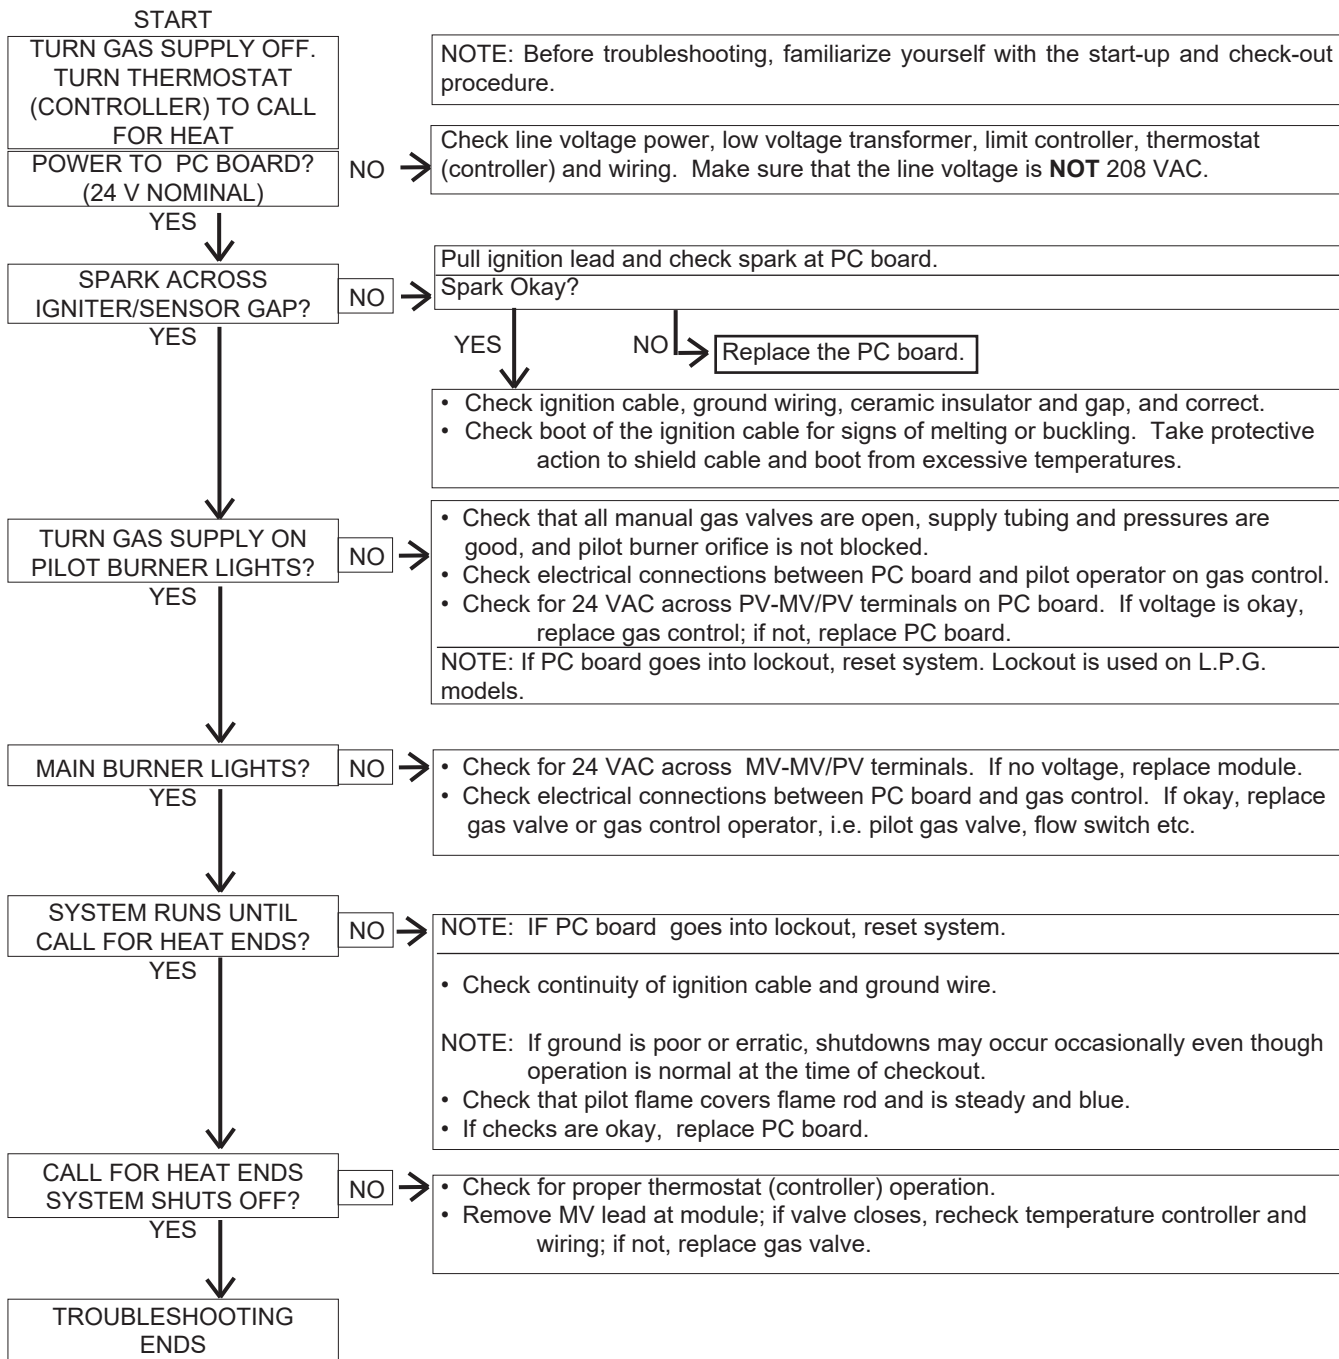 START
TURN GAS SUPPLY OFF.
TURN THERMOSTAT
(CONTROLLER) TO CALL
FOR HEAT
NOTE: Before troubleshooting, familiarize yourself with the start-up and check-out
procedure.
POWER TO PC BOARD?
(24 V NOMINAL)
NO
Check line voltage power, low voltage transformer, limit controller, thermostat
(controller) and wiring. Make sure that the line voltage is NOT 208 VAC.
YES
SPARK ACROSS
IGNITER/SENSOR GAP?
NO
Pull ignition lead and check spark at PC board.
Spark Okay?
YES
NO
Replace the PC board.
• Check ignition cable, ground wiring, ceramic insulator and gap, and correct.
• Check boot of the ignition cable for signs of melting or buckling. Take protective
action to shield cable and boot from excessive temperatures.
YES
TURN GAS SUPPLY ON
PILOT BURNER LIGHTS?
NO
• Check that all manual gas valves are open, supply tubing and pressures are
good, and pilot burner orifice is not blocked.
• Check electrical connections between PC board and pilot operator on gas control.
• Check for 24 VAC across PV-MV/PV terminals on PC board. If voltage is okay,
replace gas control; if not, replace PC board.
NOTE: If PC board goes into lockout, reset system. Lockout is used on L.P.G.
models.
YES
MAIN BURNER LIGHTS?
NO
• Check for 24 VAC across MV-MV/PV terminals. If no voltage, replace module.
• Check electrical connections between PC board and gas control. If okay, replace
gas valve or gas control operator, i.e. pilot gas valve, flow switch etc.
YES
SYSTEM RUNS UNTIL
CALL FOR HEAT ENDS?
NO
NOTE: IF PC board goes into lockout, reset system.
• Check continuity of ignition cable and ground wire.
NOTE: If ground is poor or erratic, shutdowns may occur occasionally even though
operation is normal at the time of checkout.
• Check that pilot flame covers flame rod and is steady and blue.
• If checks are okay, replace PC board.
YES
CALL FOR HEAT ENDS
SYSTEM SHUTS OFF?
NO
• Check for proper thermostat (controller) operation.
• Remove MV lead at module; if valve closes, recheck temperature controller and
wiring; if not, replace gas valve.
YES
TROUBLESHOOTING
ENDS